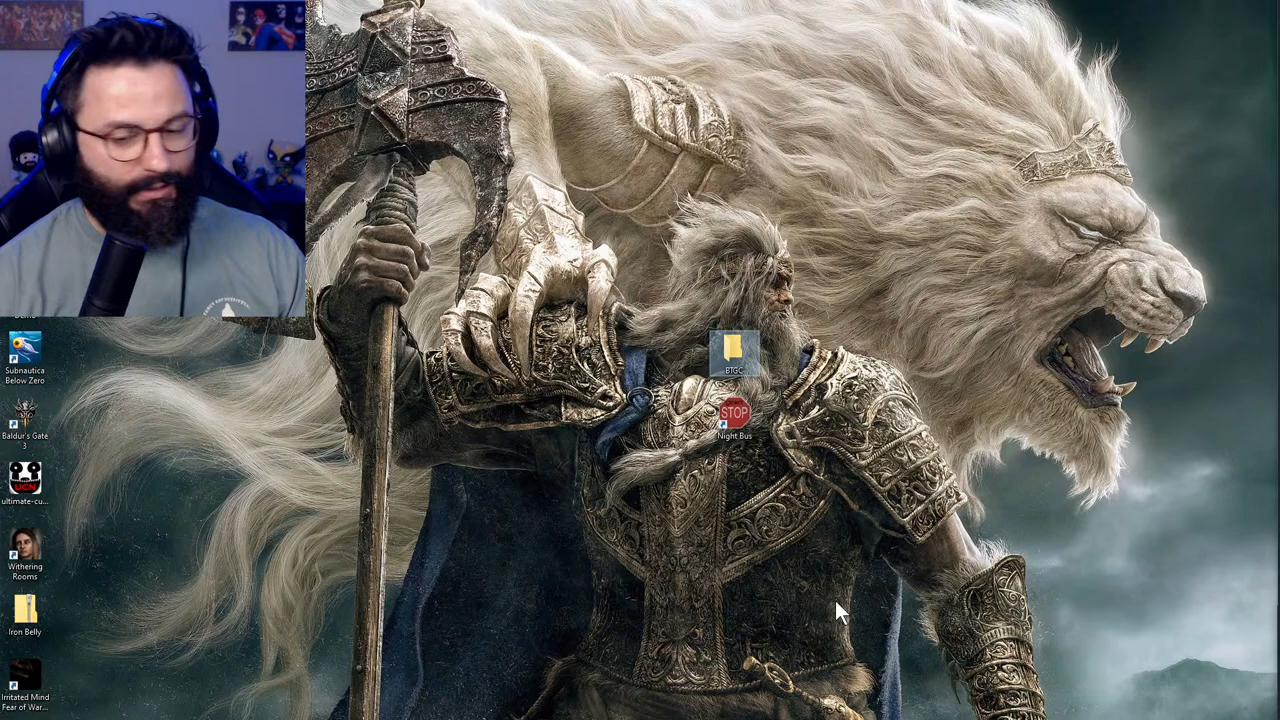 Subnautica
Below Zero
Baldur's Gate
3
UCN
ultimate-cu...
Withering
Rooms
Iron Belly
Irritated Mind
Fear of War...
BTGC
STOP
Night Bus